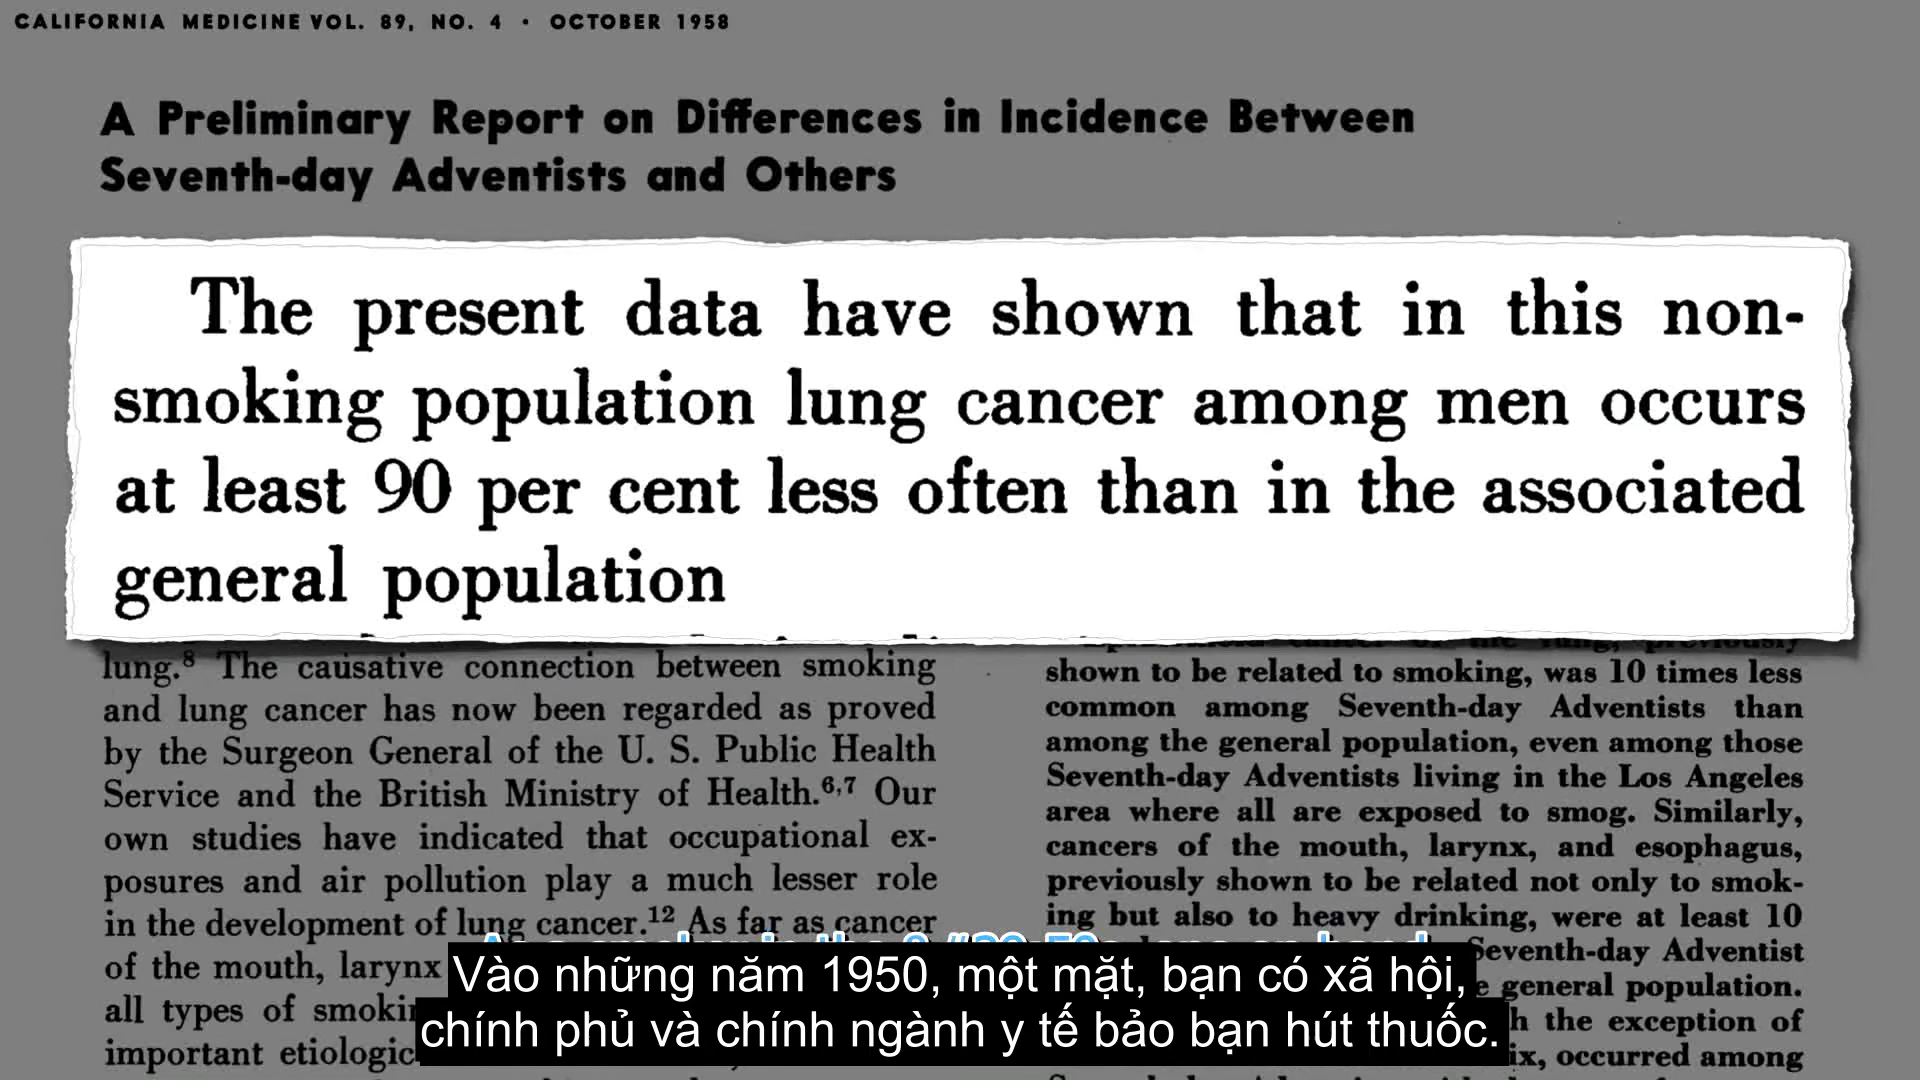 CALIFORNIA MEDICINE VOL. 89, NO. 4 • OCTOBER 1958
A Preliminary Report on Differences in Incidence Between
Seventh-day Adventists and Others
The present data have shown that in this non-
smoking population lung cancer among men occurs
at least 90 per cent less often than in the associated
general population
lung.⁸ The causative connection between smoking
and lung cancer has now been regarded as proved
by the Surgeon General of the U. S. Public Health
Service and the British Ministry of Health.⁶,⁷ Our
own studies have indicated that occupational ex-
posures and air pollution play a much lesser role
in the development of lung cancer.¹² As far as cancer
of the mouth, larynx
all types of
important
shown to be related to smoking, was 10 times less
common among Seventh-day Adventists than
among the general population, even among those
Seventh-day Adventists living in the Los Angeles
area where all are exposed to smog. Similarly,
cancers of the mouth, larynx, and esophagus,
previously shown to be related not only to smok-
ing but also to heavy drinking, were at least 10
Seventh-day Adventist
general population.
the exception of
occurred among
Vào những năm 1950, một mặt, bạn có xã hội,
chính phủ và chính ngành y tế bảo bạn hút thuốc.